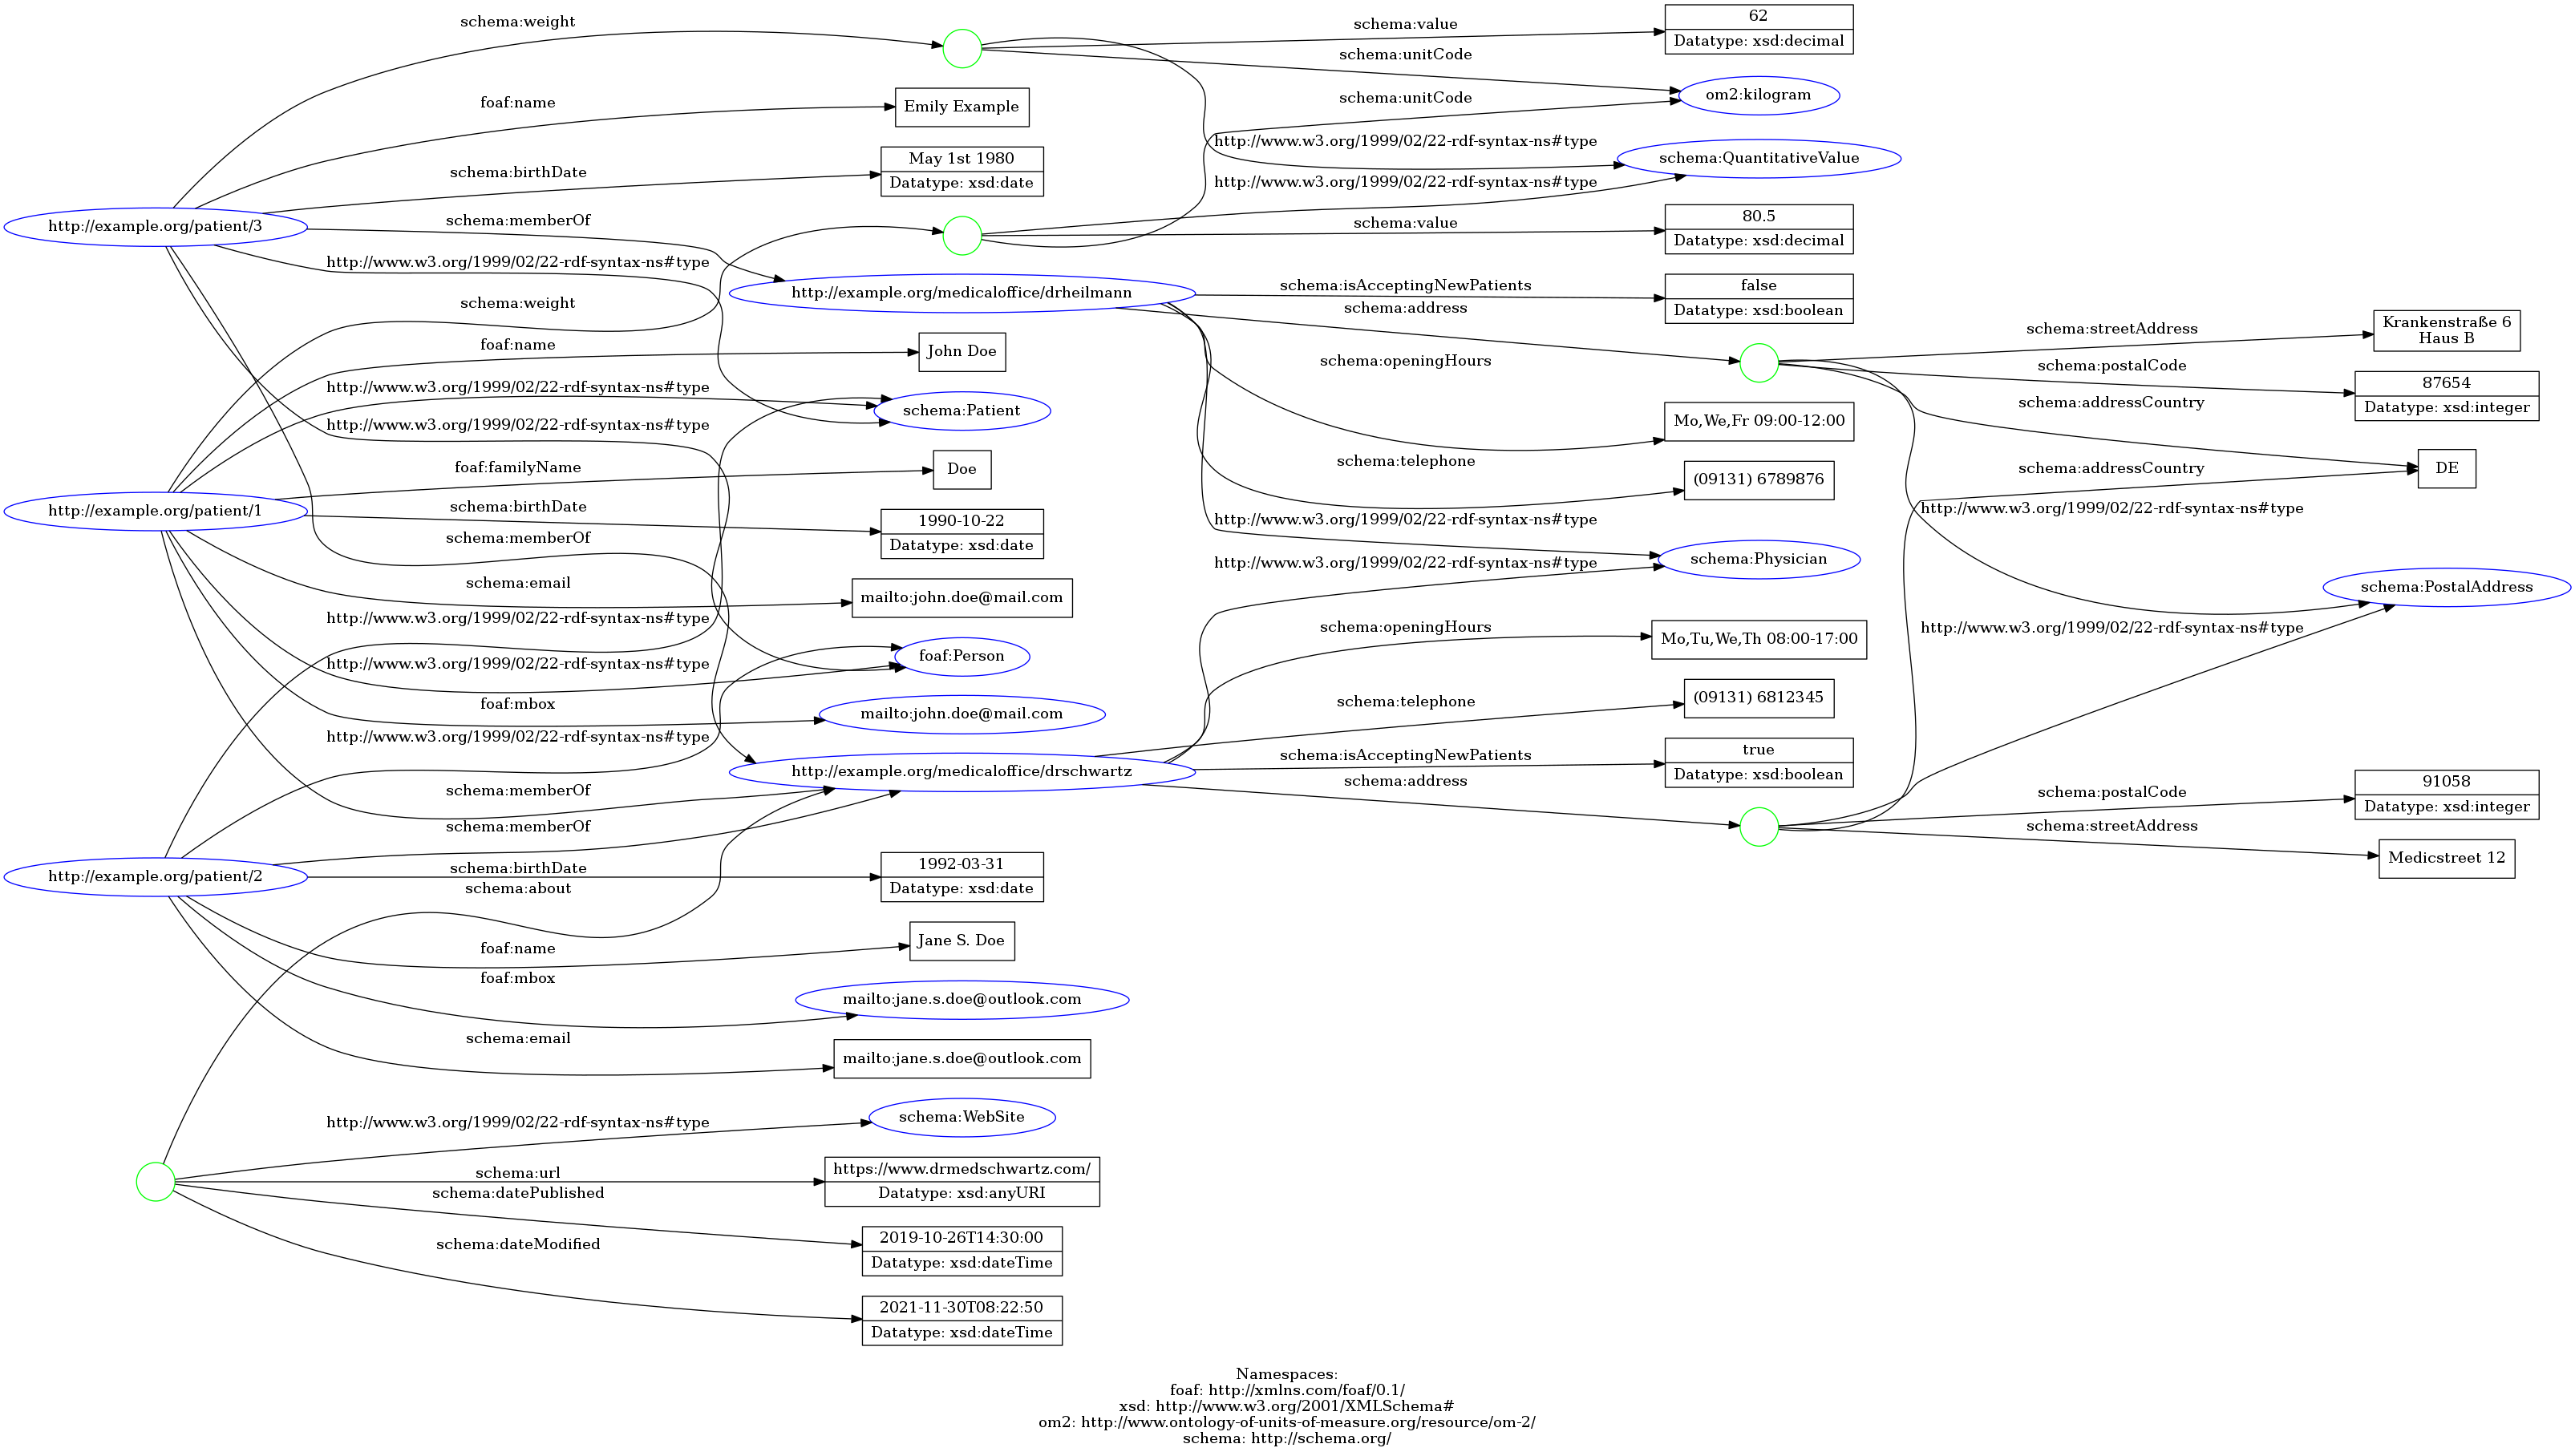 schema:weight
schema:value
62
Datatype: xsd:decimal
schema:unitCode
om2:kilogram
foaf:name
Emily Example
schema:unitCode
http://www.w3.org/1999/02/22-rdf-syntax-ns#type
schema:QuantitativeValue
May 1st 1980
Datatype: xsd:date
schema:birthDate
http://www.w3.org/1999/02/22-rdf-syntax-ns#type
http://example.org/patient/3
schema:memberOf
schema:value
80.5
Datatype: xsd:decimal
http://www.w3.org/1999/02/22-rdf-syntax-ns#type
http://example.org/medicaloffice/drheilmann
schema:isAcceptingNewPatients
false
Datatype: xsd:boolean
schema:weight
schema:address
schema:streetAddress
Krankenstraße 6
Haus B
foaf:name
John Doe
schema:openingHours
schema:postalCode
87654
Datatype: xsd:integer
http://www.w3.org/1999/02/22-rdf-syntax-ns#type
schema:Patient
schema:addressCountry
Mo,We,Fr 09:00-12:00
http://www.w3.org/1999/02/22-rdf-syntax-ns#type
foaf:familyName
Doe
schema:telephone
(09131) 6789876
schema:addressCountry
DE
http://example.org/patient/1
schema:birthDate
1990-10-22
Datatype: xsd:date
http://www.w3.org/1999/02/22-rdf-syntax-ns#type
http://www.w3.org/1999/02/22-rdf-syntax-ns#type
schema:memberOf
schema:Physician
http://www.w3.org/1999/02/22-rdf-syntax-ns#type
schema:email
mailto:john.doe@mail.com
schema:PostalAddress
http://www.w3.org/1999/02/22-rdf-syntax-ns#type
schema:openingHours
Mo,Tu,We,Th 08:00-17:00
http://www.w3.org/1999/02/22-rdf-syntax-ns#type
http://www.w3.org/1999/02/22-rdf-syntax-ns#type
foaf:Person
foaf:mbox
mailto:john.doe@mail.com
schema:telephone
(09131) 6812345
http://www.w3.org/1999/02/22-rdf-syntax-ns#type
http://example.org/medicaloffice/drschwartz
schema:isAcceptingNewPatients
true
Datatype: xsd:boolean
schema:memberOf
schema:address
schema:postalCode
91058
Datatype: xsd:integer
schema:memberOf
schema:streetAddress
Medicstreet 12
http://example.org/patient/2
schema:birthDate
1992-03-31
Datatype: xsd:date
schema:about
foaf:name
Jane S. Doe
foaf:mbox
mailto:jane.s.doe@outlook.com
schema:email
mailto:jane.s.doe@outlook.com
http://www.w3.org/1999/02/22-rdf-syntax-ns#type
schema:WebSite
schema:url
https://www.drmedschwartz.com/
Datatype: xsd:anyURI
schema:datePublished
2019-10-26T14:30:00
Datatype: xsd:dateTime
schema:dateModified
2021-11-30T08:22:50
Datatype: xsd:dateTime
Namespaces:
foaf: http://xmlns.com/foaf/0.1/
xsd: http://www.w3.org/2001/XMLSchema#
om2: http://www.ontology-of-units-of-measure.org/resource/om-2/
schema: http://schema.org/